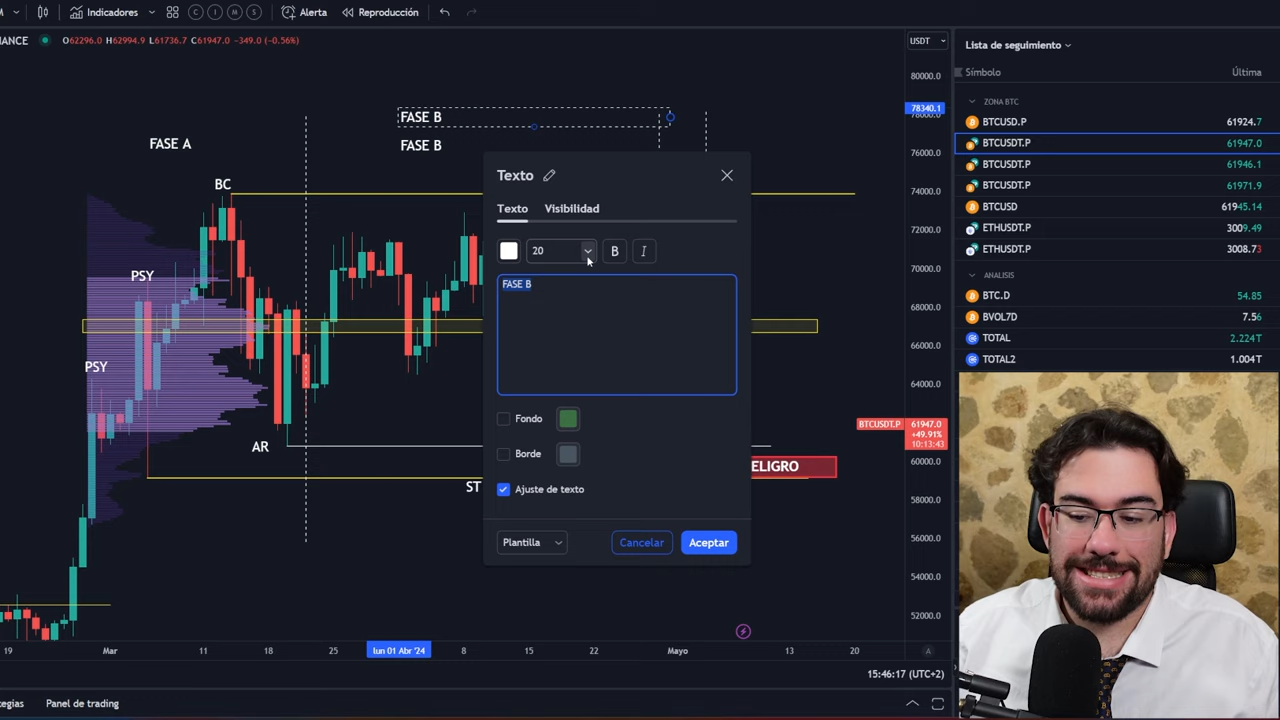 Indicadores
C I M S
Alerta
Reproducción
NANCE
O62296.0 H62994.9 L61736.7 C61947.0 -349.0 (-0.56%)
USDT
80000.0
78340.1
76000.0
74000.0
72000.0
70000.0
68000.0
66000.0
64000.0
BTCUSDT.P
61947.0
+49.91%
10:13:43
60000.0
58000.0
56000.0
54000.0
52000.0
FASE A
FASE B
FASE B
BC
PSY
PSY
AR
ST
ELIGRO
Texto
Texto
Visibilidad
20
B
I
FASE B
Fondo
Borde
Ajuste de texto
Plantilla
Cancelar
Aceptar
19
Mar
11
18
25
lun 01 Abr '24
8
15
22
Mayo
13
20
A
15:46:17 (UTC+2)
tegias
Panel de trading
Lista de seguimiento
Símbolo
Última
ZONA BTC
BTCUSD.P 61924.7
BTCUSDT.P 61947.0
BTCUSDT.P 61946.1
BTCUSDT.P 61971.9
BTCUSD 61945.14
ETHUSDT.P 3009.49
ETHUSDT.P 3008.73
ANALISIS
BTC.D 54.85
BVOL7D 7.56
TOTAL 2.224T
TOTAL2 1.004T